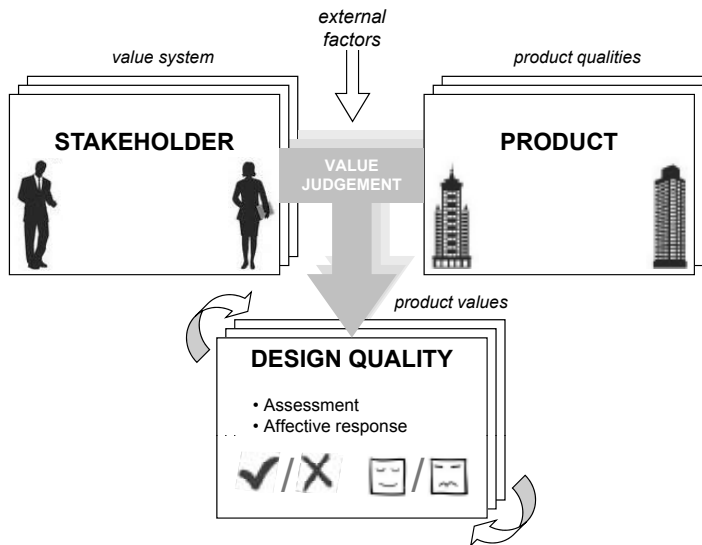 external
factors
value system
product qualities
STAKEHOLDER
PRODUCT
VALUE
JUDGEMENT
product values
DESIGN QUALITY
• Assessment
• Affective response
/
/